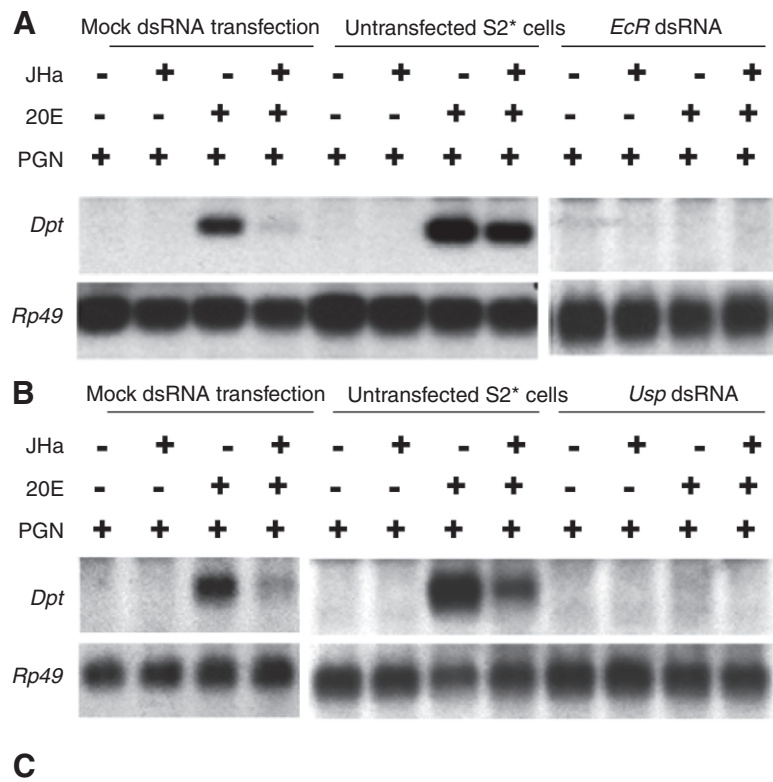 A
Mock dsRNA transfection Untransfected S2* cells EcR dsRNA
JHa - + - + - + - + - + - +
20E - - + + - - + + - - + +
PGN + + + + + + + + + + + +
Dpt
Rp49
B
Mock dsRNA transfection Untransfected S2* cells Usp dsRNA
JHa - + - + - + - + - + - +
20E - - + + - - + + - - + +
PGN + + + + + + + + + + + +
Dpt
Rp49
C